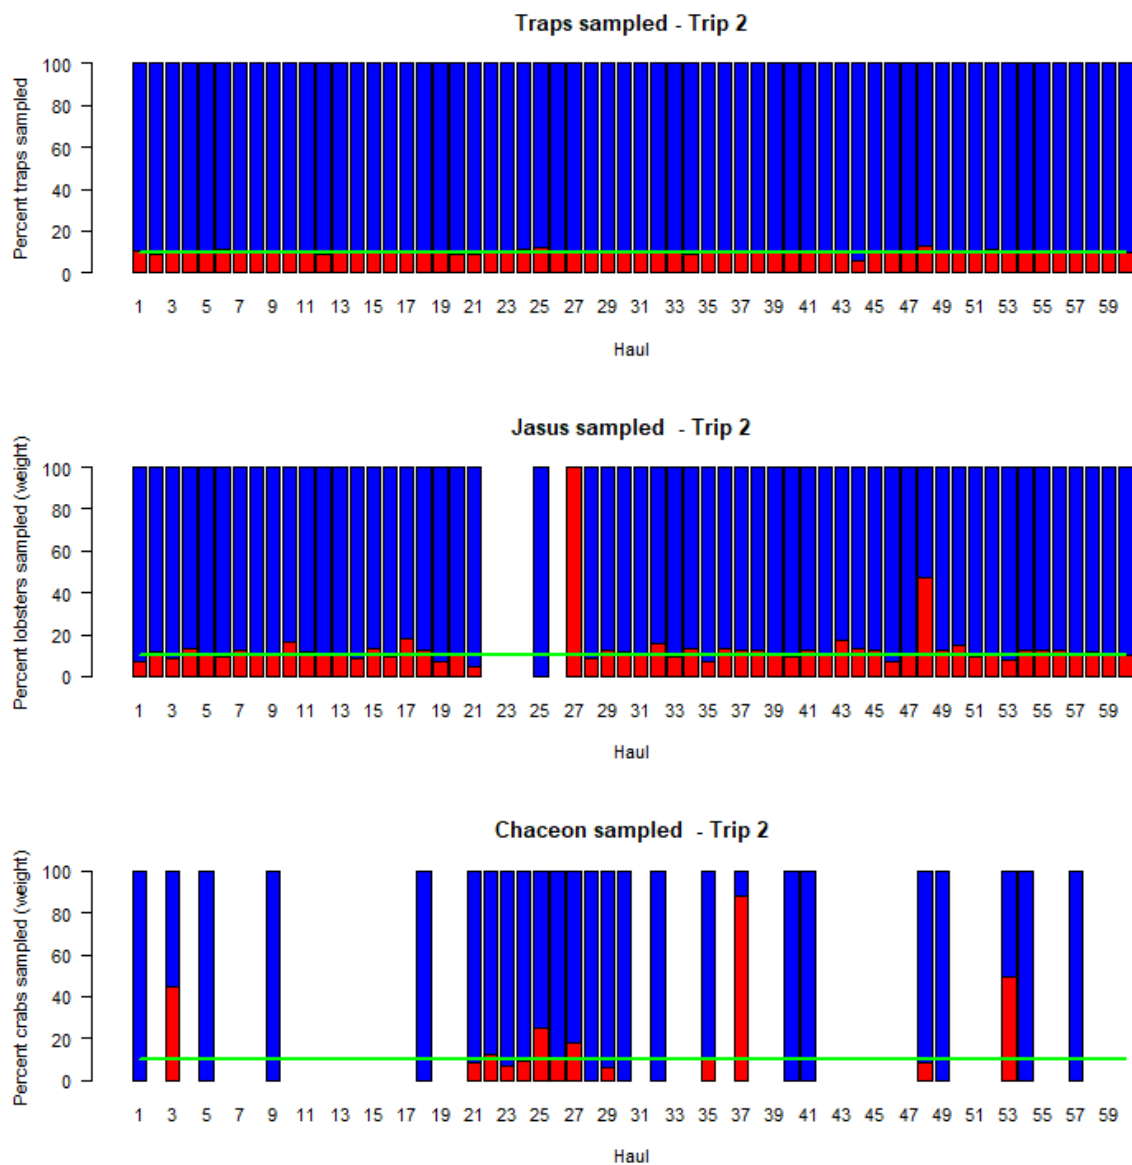 Traps sampled - Trip 2
Percent traps sampled
100
80
60
40
20
0
1 3 5 7 9 11 13 15 17 19 21 23 25 27 29 31 33 35 37 39 41 43 45 47 49 51 53 55 57 59
Haul
Jasus sampled - Trip 2
Percent lobsters sampled (weight)
100
80
60
40
20
0
1 3 5 7 9 11 13 15 17 19 21 23 25 27 29 31 33 35 37 39 41 43 45 47 49 51 53 55 57 59
Haul
Chaceon sampled - Trip 2
Percent crabs sampled (weight)
100
80
60
40
20
0
1 3 5 7 9 11 13 15 17 19 21 23 25 27 29 31 33 35 37 39 41 43 45 47 49 51 53 55 57 59
Haul